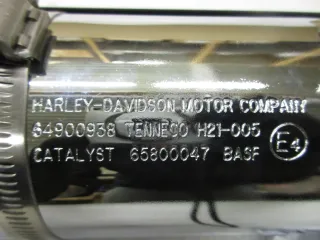 HARLEY-DAVIDSON MOTOR COMPANY
64900938 TENNECO H21-005
CATALYST 65800047 BASF E4